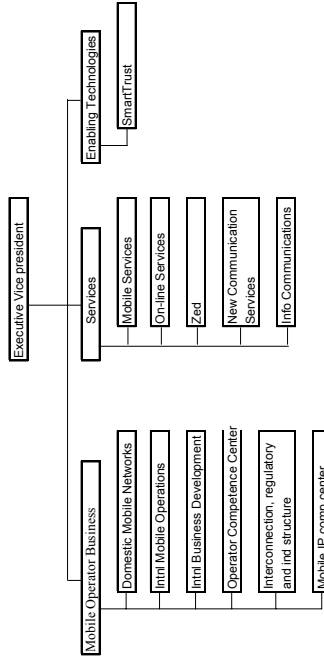 Executive Vice president
Mobile Operator Business
Domestic Mobile Networks
Intnl Mobile Operations
Intnl Business Development
Operator Competence Center
Interconnection, regulatory
and ind structure
Mobile IP comp center
Services
Mobile Services
On-line Services
Zed
New Communication
Services
Info Communications
Enabling Technologies
SmartTrust